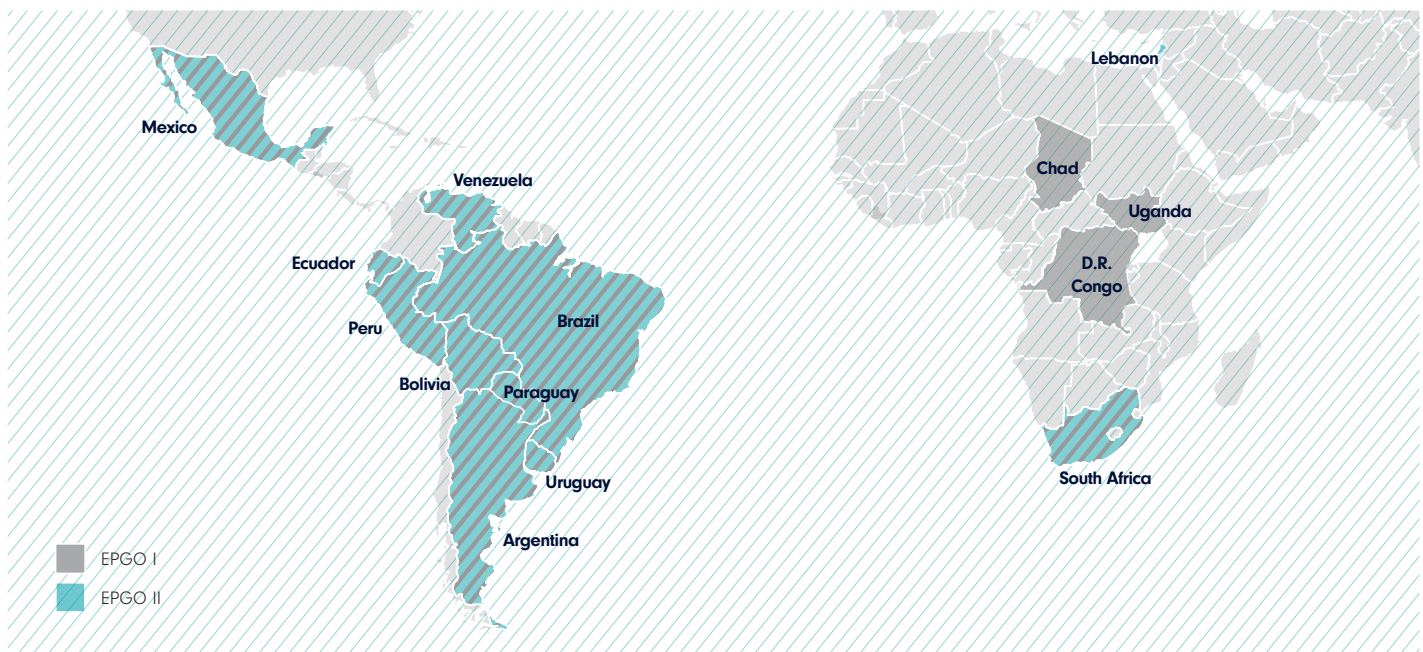 Lebanon
Mexico
Chad
Venezuela
Uganda
Ecuador
D.R.
Congo
Brazil
Peru
Bolivia
Paraguay
South Africa
Uruguay
Argentina
EPGO I
EPGO II